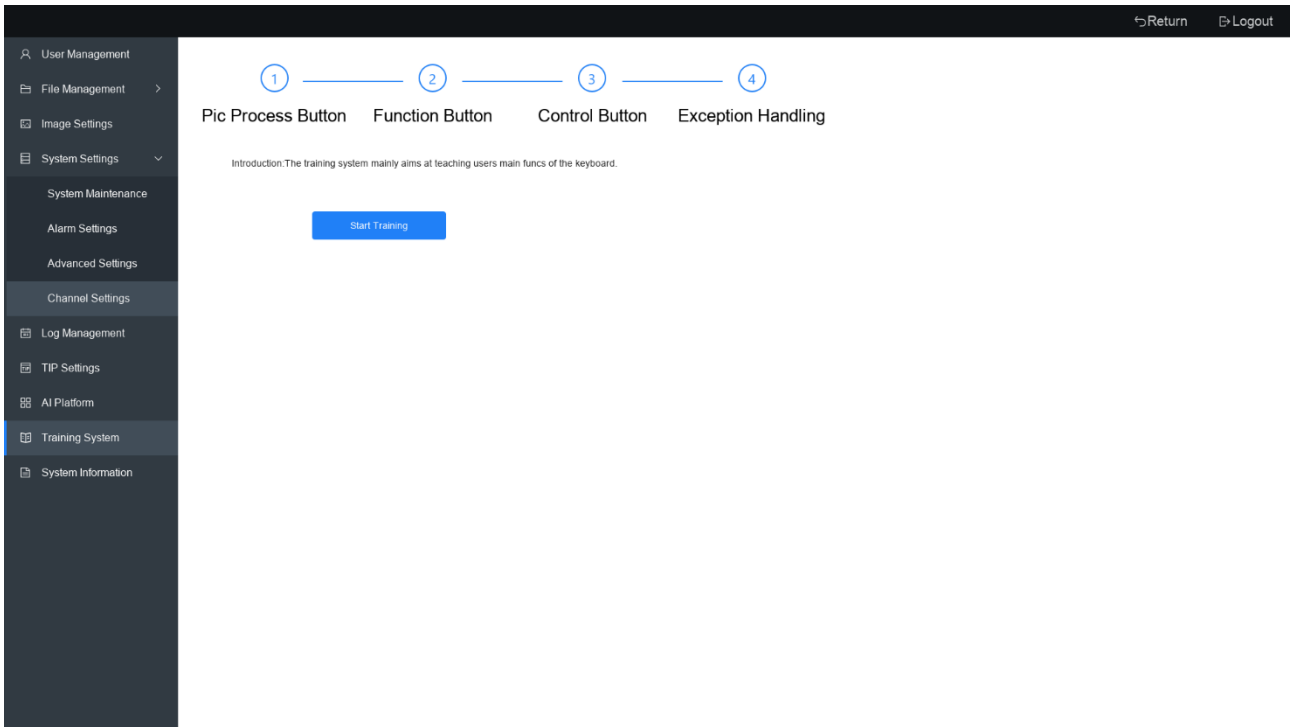 Return Logout
User Management
File Management
Image Settings
System Settings
System Maintenance
Alarm Settings
Advanced Settings
Channel Settings
Log Management
TIP Settings
AI Platform
Training System
System Information
1 2 3 4
Pic Process Button Function Button Control Button Exception Handling
Introduction:The training system mainly aims at teaching users main funcs of the keyboard.
Start Training